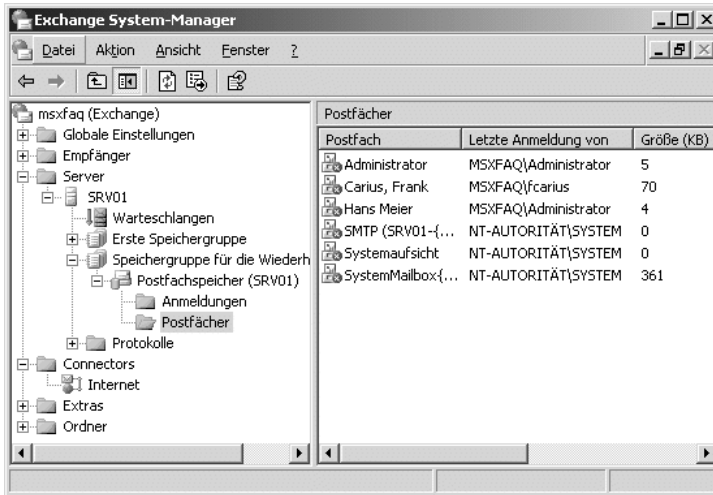 Exchange System-Manager
Datei Aktion Ansicht Fenster ?
msxfaq (Exchange)
Globale Einstellungen
Empfänger
Server
SRV01
Warteschlangen
Erste Speichergruppe
Speichergruppe für die Wiederh
Postfachspeicher (SRV01)
Anmeldungen
Postfächer
Protokolle
Connectors
Internet
Extras
Ordner
Postfächer
Postfach Letzte Anmeldung von Größe (KB)
Administrator MSXFAQ\Administrator 5
Carius, Frank MSXFAQ\fcarius 70
Hans Meier MSXFAQ\Administrator 4
SMTP (SRV01-{... NT-AUTORITÄT\SYSTEM 0
Systemaufsicht NT-AUTORITÄT\SYSTEM 0
SystemMailbox{... NT-AUTORITÄT\SYSTEM 361